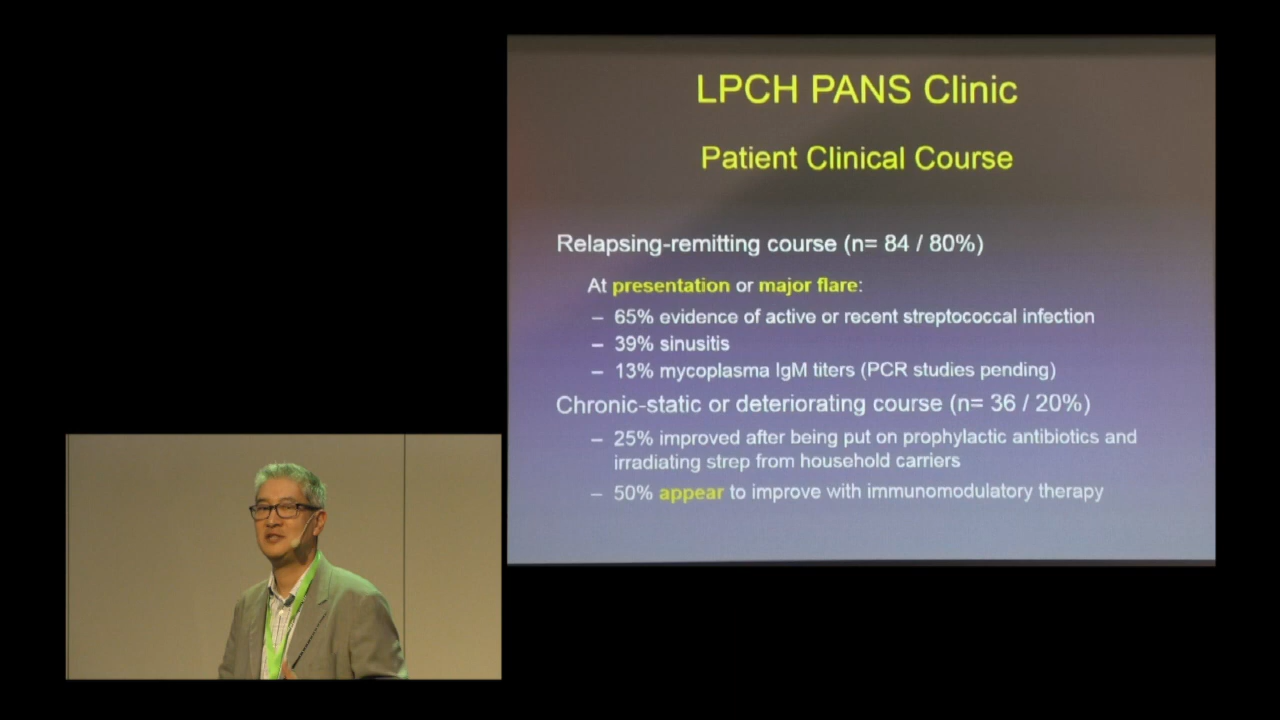 LPCH PANS Clinic
Patient Clinical Course
Relapsing-remitting course (n= 84 / 80%)
At presentation or major flare:
– 65% evidence of active or recent streptococcal infection
– 39% sinusitis
– 13% mycoplasma IgM titers (PCR studies pending)
Chronic-static or deteriorating course (n= 36 / 20%)
– 25% improved after being put on prophylactic antibiotics and
irradiating strep from household carriers
– 50% appear to improve with immunomodulatory therapy